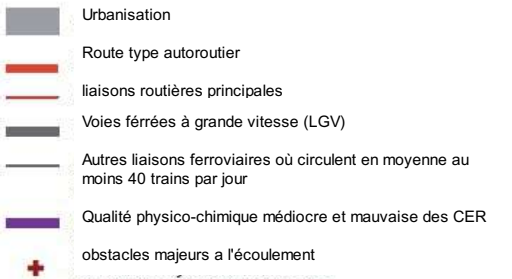 Urbanisation
Route type autoroutier
liaisons routières principales
Voies férrées à grande vitesse (LGV)
Autres liaisons ferroviaires où circulent en moyenne au
moins 40 trains par jour
Qualité physico-chimique médiocre et mauvaise des CER
obstacles majeurs a l'écoulement